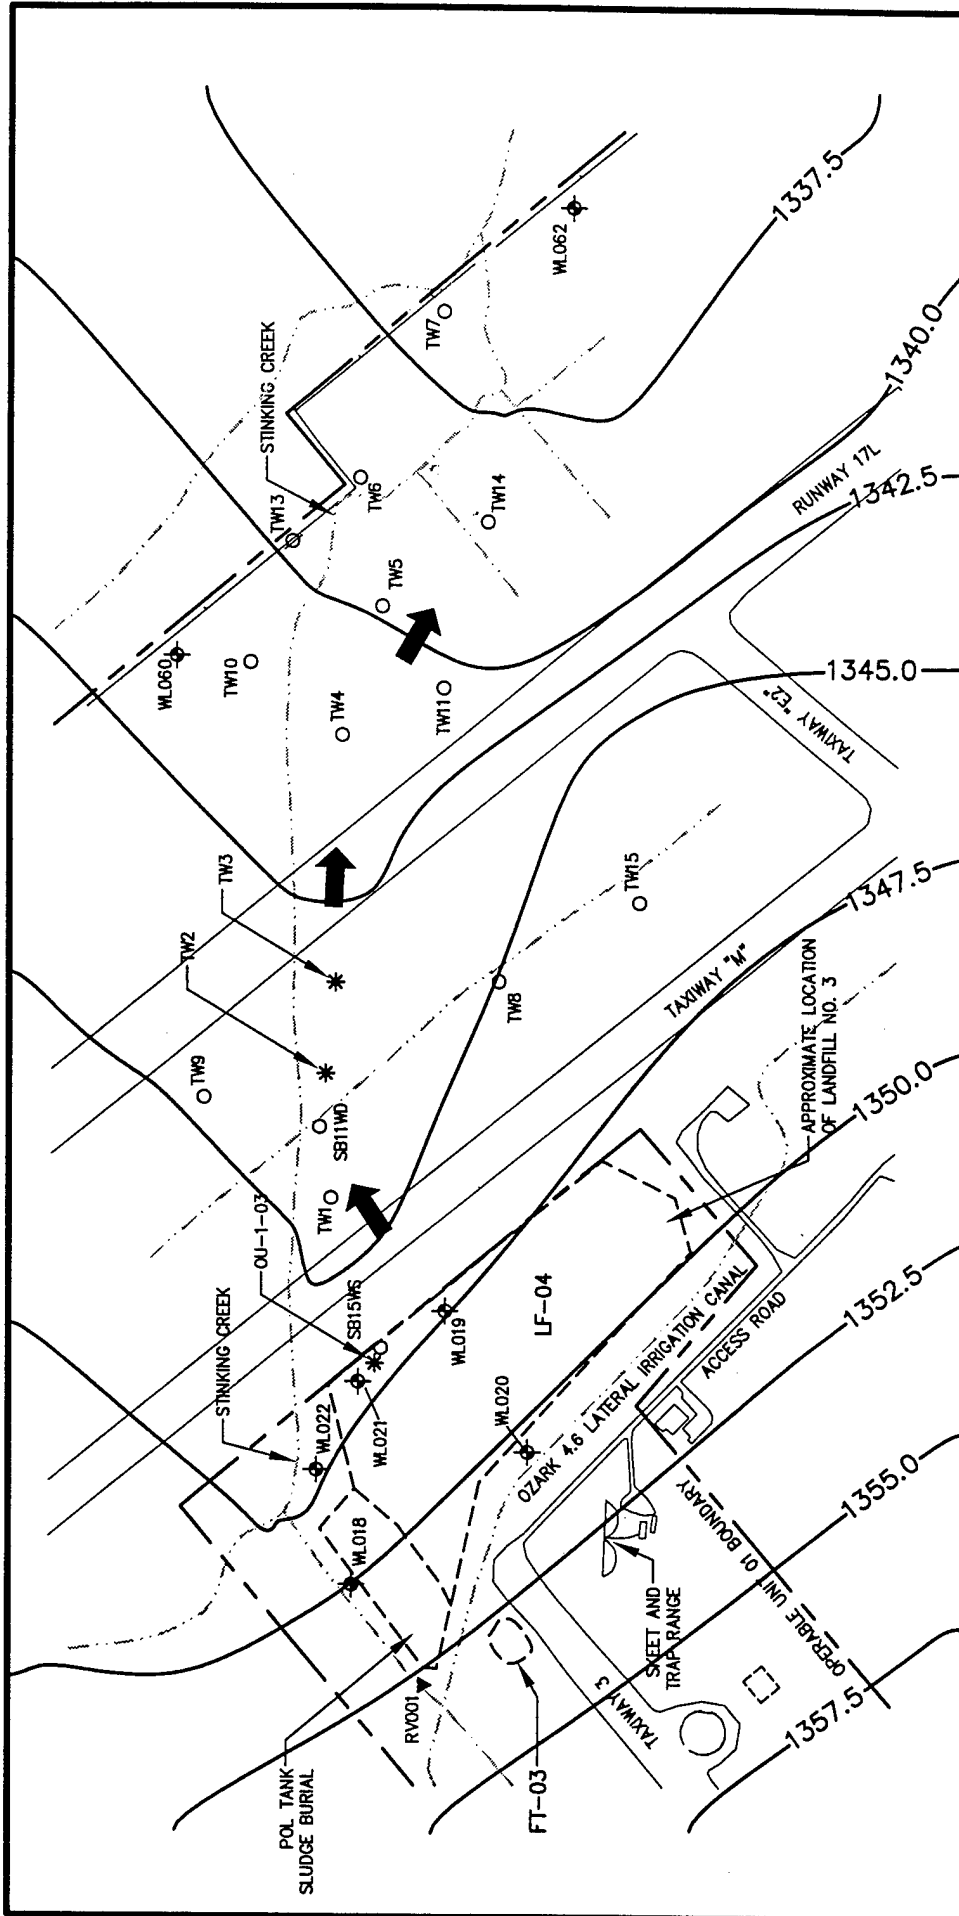 1337.5
WL062
1340.0
TW7
STINKING CREEK
RUNWAY 17L
1342.5
TW6
TW13
TW14
TW5
WL060
TW10
TW4
TW11
1345.0
TAXIWAY "E2"
TW3
TW2
TW15
1347.5
TW9
TW8
TAXIWAY "M"
SB11WD
APPROXIMATE LOCATION
OF LANDFILL NO. 3
1350.0
TW1
OU-1-03
SB15WS
STINKING CREEK
WL019
LF-04
WL022
WL021
WL020
OZARK 4.6 LATERAL IRRIGATION CANAL
ACCESS ROAD
1352.5
WL018
1355.0
SKEET AND
TRAP RANGE
OPERABLE UNIT 01 BOUNDARY
RV001
TAXIWAY 3
1357.5
POL TANK
SLUDGE BURIAL
FT-03